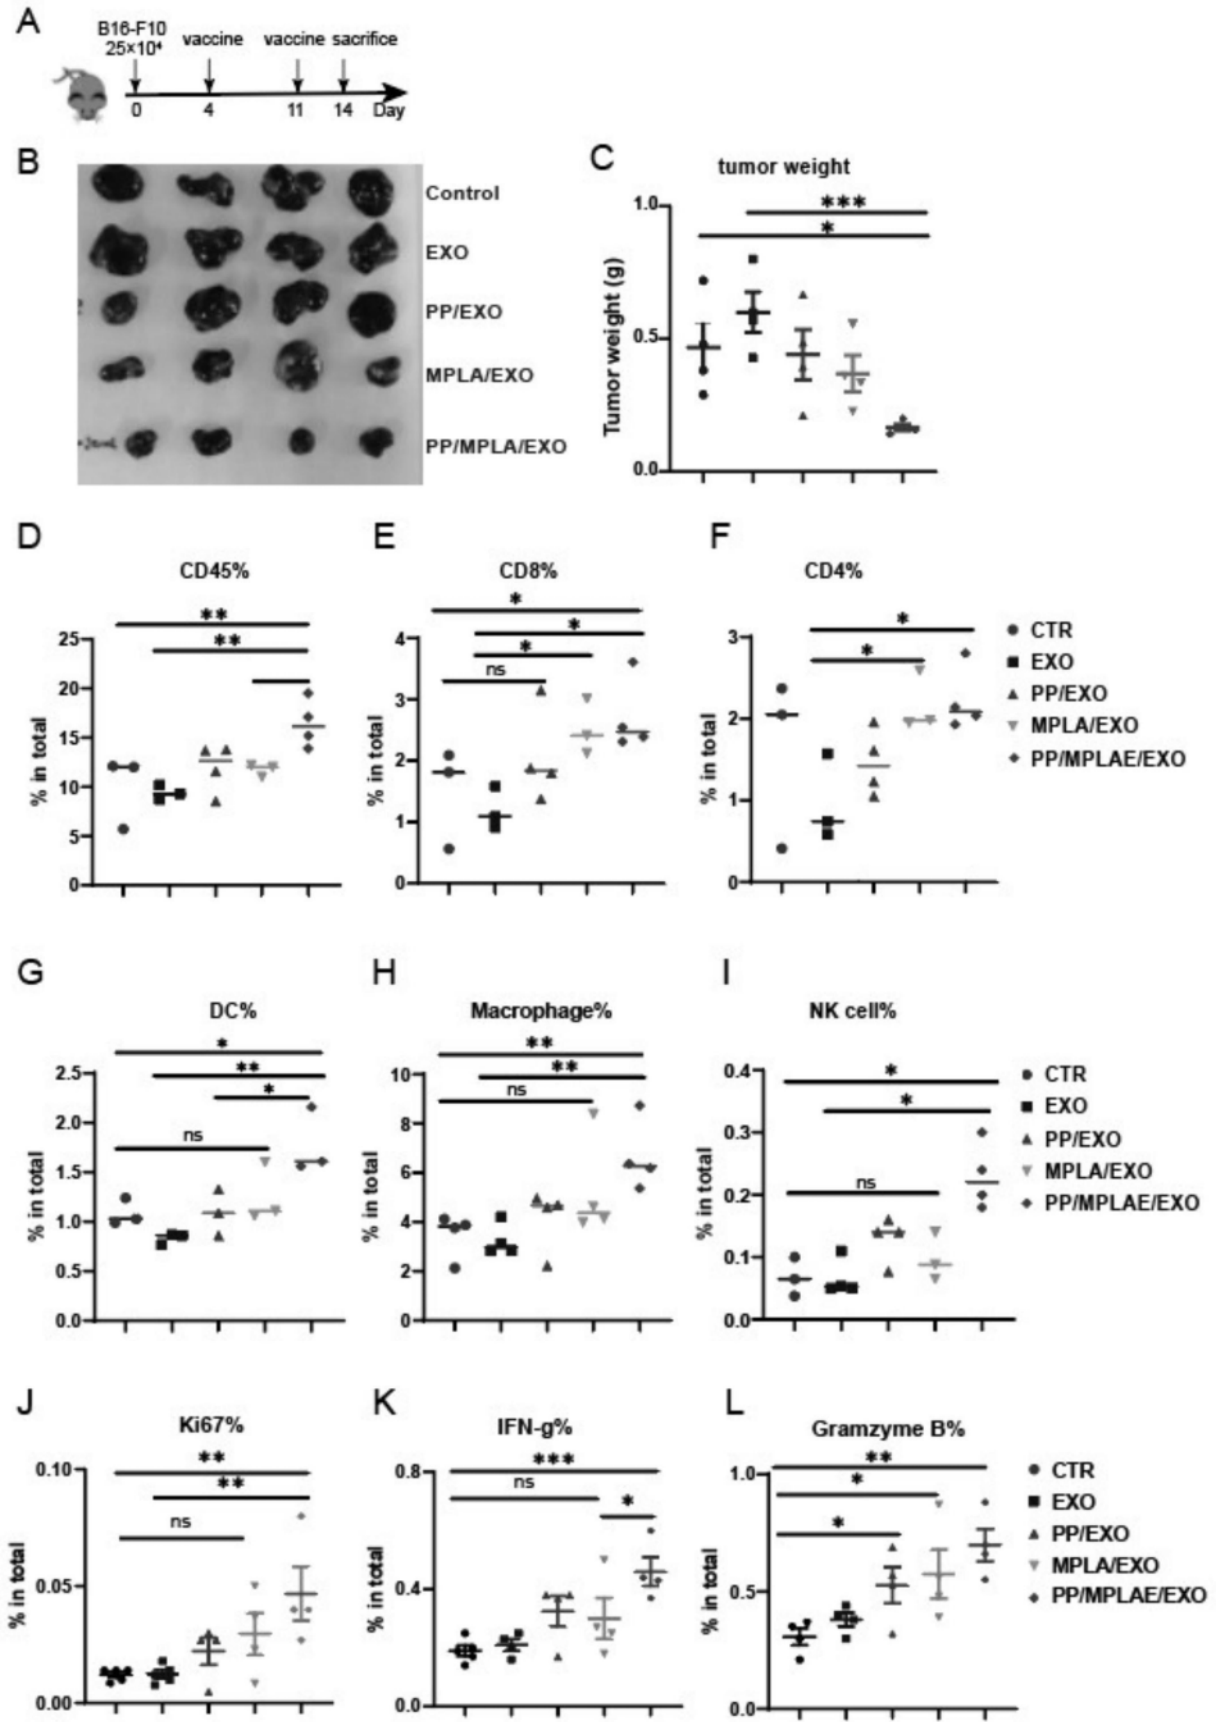 A
B16-F10
25×10⁴
vaccine
vaccine
sacrifice
0
4
11
14
Day
B
Control
EXO
PP/EXO
MPLA/EXO
PP/MPLA/EXO
C
tumor weight
***
*
Tumor weight (g)
1.0
0.5
0.0
D
CD45%
**
**
% in total
25
20
15
10
5
0
E
CD8%
*
*
*
ns
% in total
4
3
2
1
0
F
CD4%
*
*
% in total
3
2
1
0
CTR
EXO
PP/EXO
MPLA/EXO
PP/MPLAE/EXO
G
DC%
*
**
*
ns
% in total
2.5
2.0
1.5
1.0
0.5
0.0
H
Macrophage%
**
**
ns
% in total
10
8
6
4
2
0
I
NK cell%
*
*
ns
% in total
0.4
0.3
0.2
0.1
0.0
CTR
EXO
PP/EXO
MPLA/EXO
PP/MPLAE/EXO
J
Ki67%
**
**
ns
% in total
0.10
0.05
0.00
K
IFN-g%
***
ns
*
% in total
0.8
0.4
0.0
L
Gramzyme B%
**
*
*
% in total
1.0
0.5
0.0
CTR
EXO
PP/EXO
MPLA/EXO
PP/MPLAE/EXO